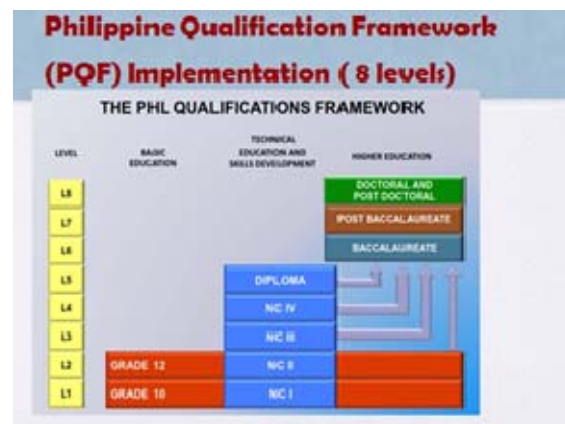 Philippine Qualification Framework
(PQF) Implementation ( 8 levels)
THE PHL QUALIFICATIONS FRAMEWORK
LEVEL
BASIC
EDUCATION
TECHNICAL
EDUCATION AND
SKILLS DEVELOPMENT
HIGHER EDUCATION
L8
DOCTORAL AND
POST DOCTORAL
L7
POST BACCALAUREATE
L6
BACCALAUREATE
L5
DIPLOMA
L4
NC IV
L3
NC III
L2
GRADE 12
NC II
L1
GRADE 10
NC I